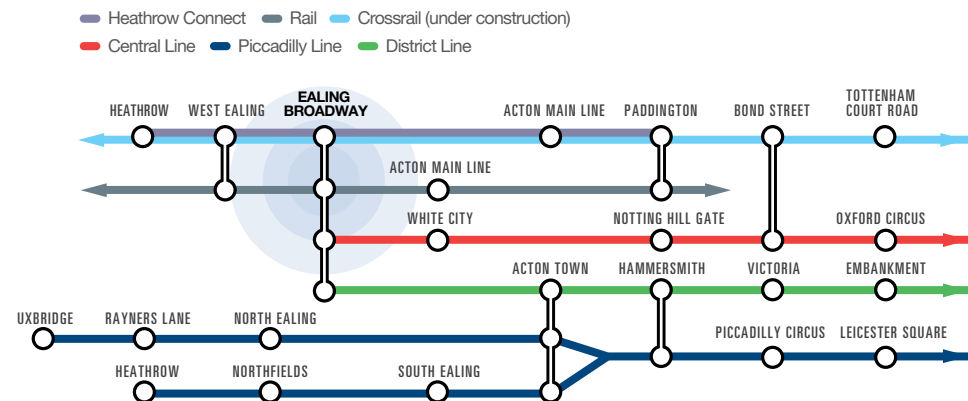 Heathrow Connect Rail Crossrail (under construction)
Central Line Piccadilly Line District Line
EALING
BROADWAY
HEATHROW WEST EALING ACTON MAIN LINE PADDINGTON BOND STREET
TOTTENHAM
COURT ROAD
ACTON MAIN LINE
WHITE CITY NOTTING HILL GATE OXFORD CIRCUS
ACTON TOWN HAMMERSMITH VICTORIA EMBANKMENT
UXBRIDGE RAYNERS LANE NORTH EALING
PICCADILLY CIRCUS LEICESTER SQUARE
HEATHROW NORTHFIELDS SOUTH EALING